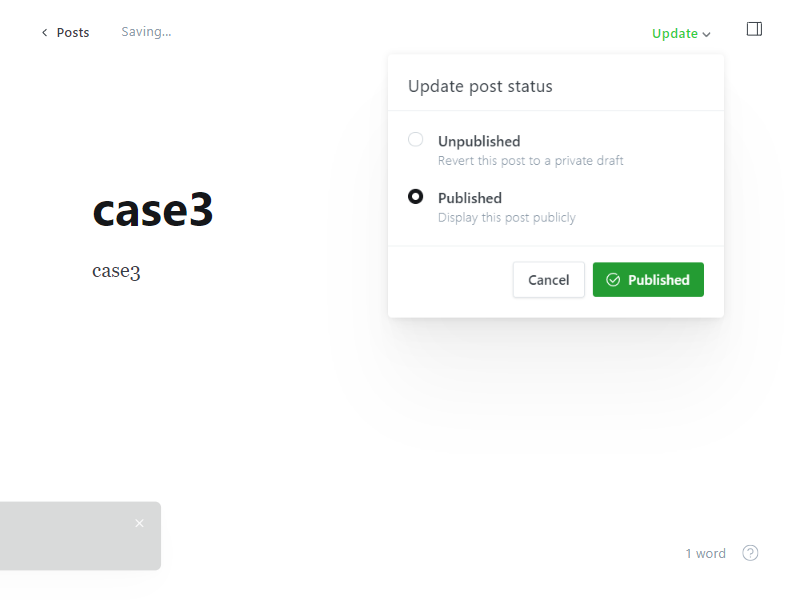 Posts
Saving...
Update
Update post status
Unpublished
Revert this post to a private draft
Published
Display this post publicly
case3
case3
Cancel
Published
1 word
?